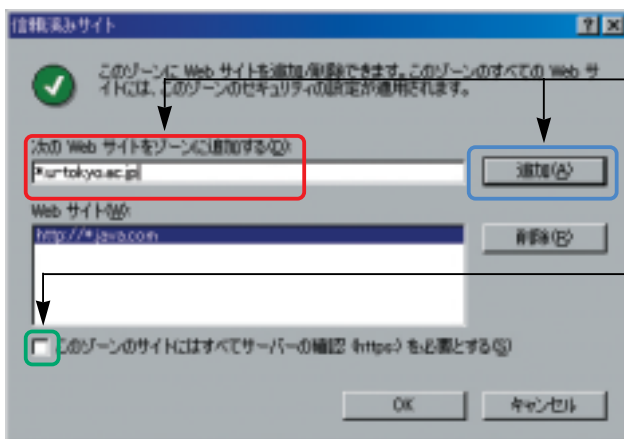 信頼済みサイト
このゾーンに Web サイトを追加/削除できます。このゾーンのすべての Web サ
イトには、このゾーンのセキュリティの設定が適用されます。
次の Web サイトをゾーンに追加する(D):
*.u-tokyo.ac.jp
追加(A)
Web サイト(W):
http://*.java.com
削除(R)
このゾーンのサイトにはすべてサーバーの確認 (https:) を必要とする(S)
OK
キャンセル